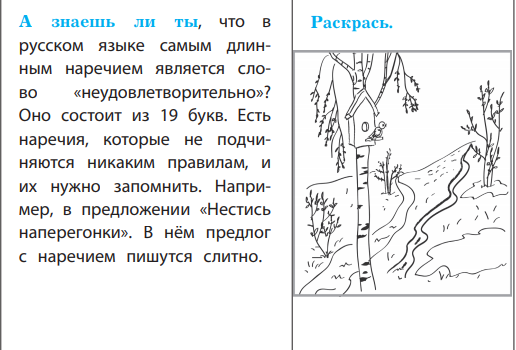 А знаешь ли ты, что в
русском языке самым длин-
ным наречием является сло-
во «неудовлетворительно»?
Оно состоит из 19 букв. Есть
наречия, которые не подчи-
няются никаким правилам, и
их нужно запомнить. Напри-
мер, в предложении «Нестись
наперегонки». В нём предлог
с наречием пишутся слитно.
Раскрась.